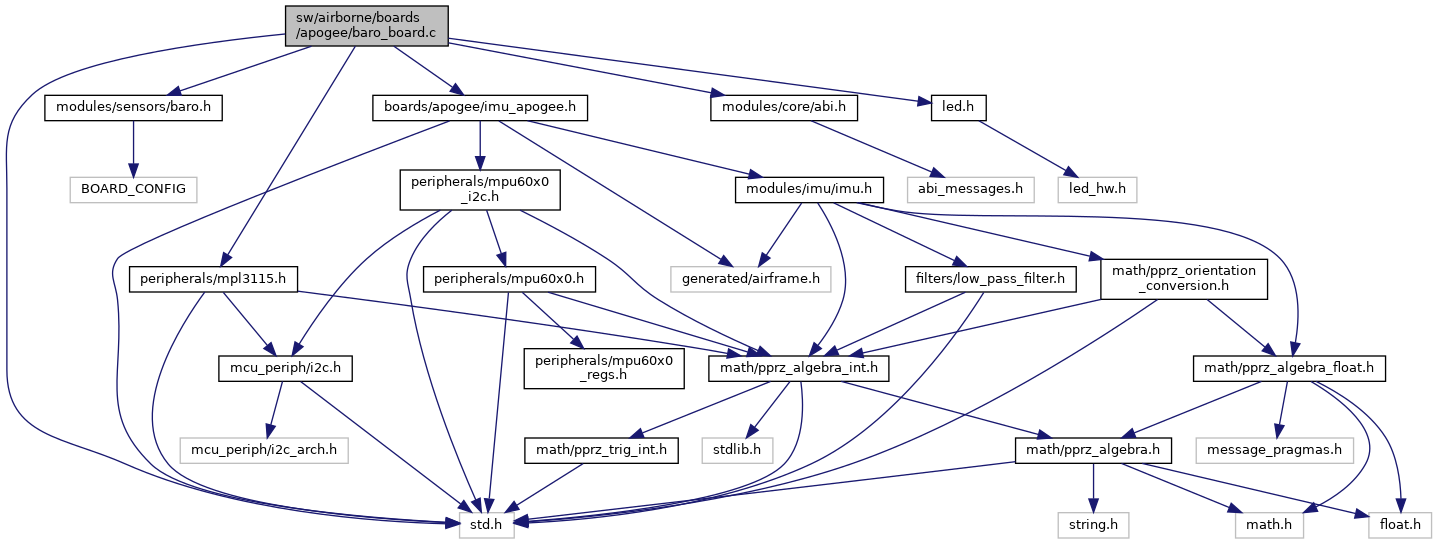 sw/airborne/boards
/apogee/baro_board.c
modules/sensors/baro.h
boards/apogee/imu_apogee.h
modules/core/abi.h
led.h
BOARD_CONFIG
peripherals/mpu60x0
_i2c.h
modules/imu/imu.h
abi_messages.h
led_hw.h
peripherals/mpl3115.h
peripherals/mpu60x0.h
generated/airframe.h
filters/low_pass_filter.h
math/pprz_orientation
_conversion.h
mcu_periph/i2c.h
peripherals/mpu60x0
_regs.h
math/pprz_algebra_int.h
math/pprz_algebra_float.h
mcu_periph/i2c_arch.h
math/pprz_trig_int.h
stdlib.h
math/pprz_algebra.h
message_pragmas.h
std.h
string.h
math.h
float.h